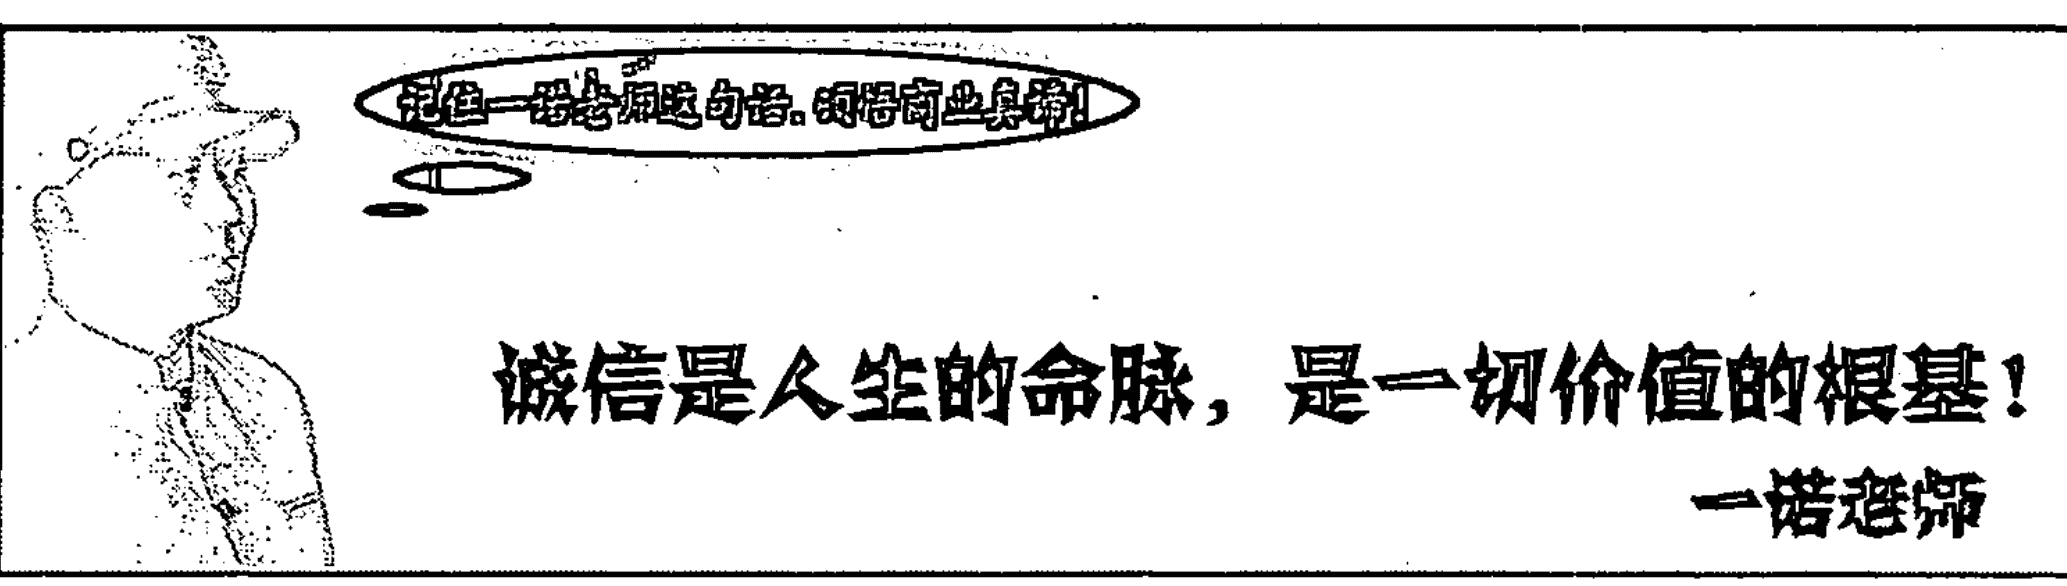 记住一诺老师这句话.领悟商业真谛!
诚信是人生的命脉，是一切价值的根基！
一诺老师